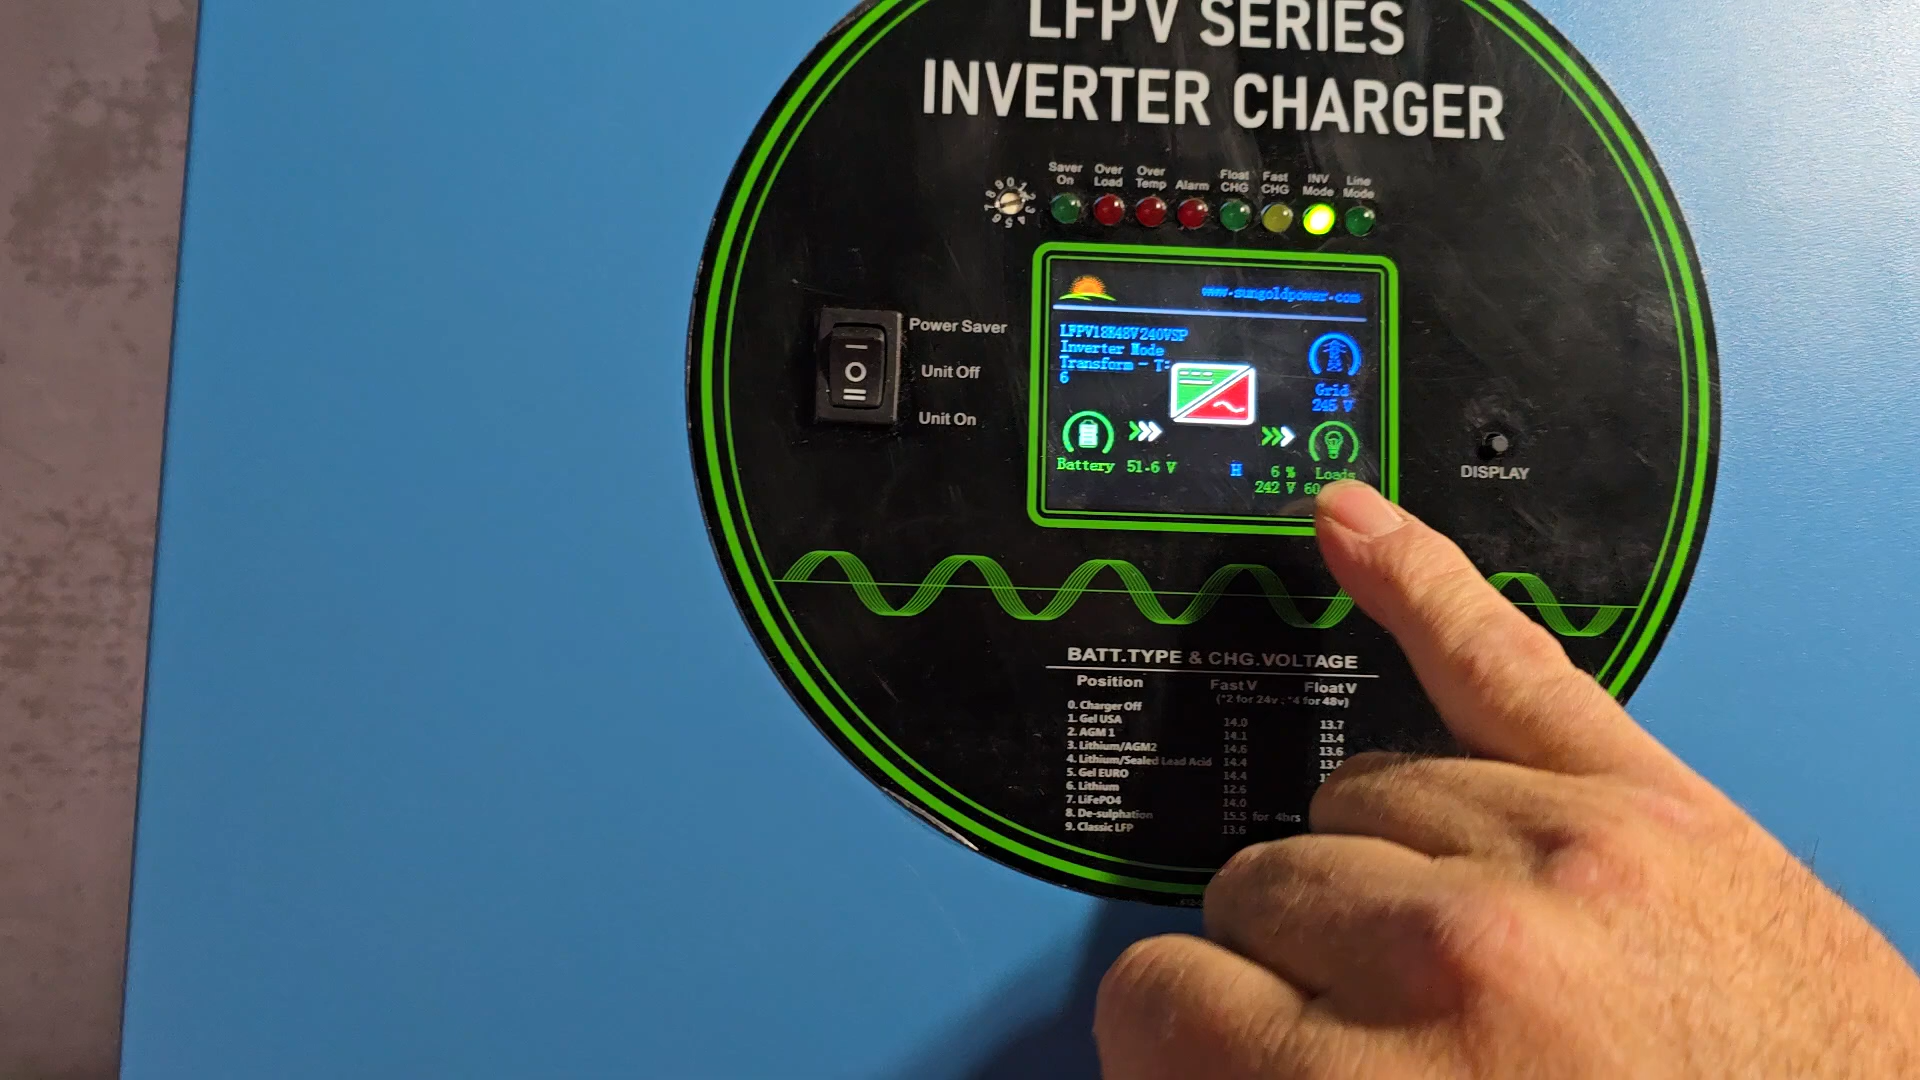 LFPV SERIES
INVERTER CHARGER
Saver On
Over Load
Over Temp
Alarm
Float CHG
Fast CHG
INV Mode
Line Mode
www.sungoldpower.com
LFPV18K48V240VSP
Inverter Mode
Transform - T:
6
Grid
245 V
Battery 51.6 V
H 6 % Loads
242 V 60
Power Saver
Unit Off
Unit On
DISPLAY
BATT.TYPE & CHG.VOLTAGE
Position Fast V Float V
(*2 for 24v ; *4 for 48v)
0. Charger Off
1. Gel USA 14.0 13.7
2. AGM 1 14.1 13.4
3. Lithium/AGM2 14.6 13.6
4. Lithium/Sealed Lead Acid 14.4
5. Gel EURO 14.4
6. Lithium 12.6
7. LiFePO4 14.0
8. De-sulphation 15.5 for 4hrs
9. Classic LFP 13.6